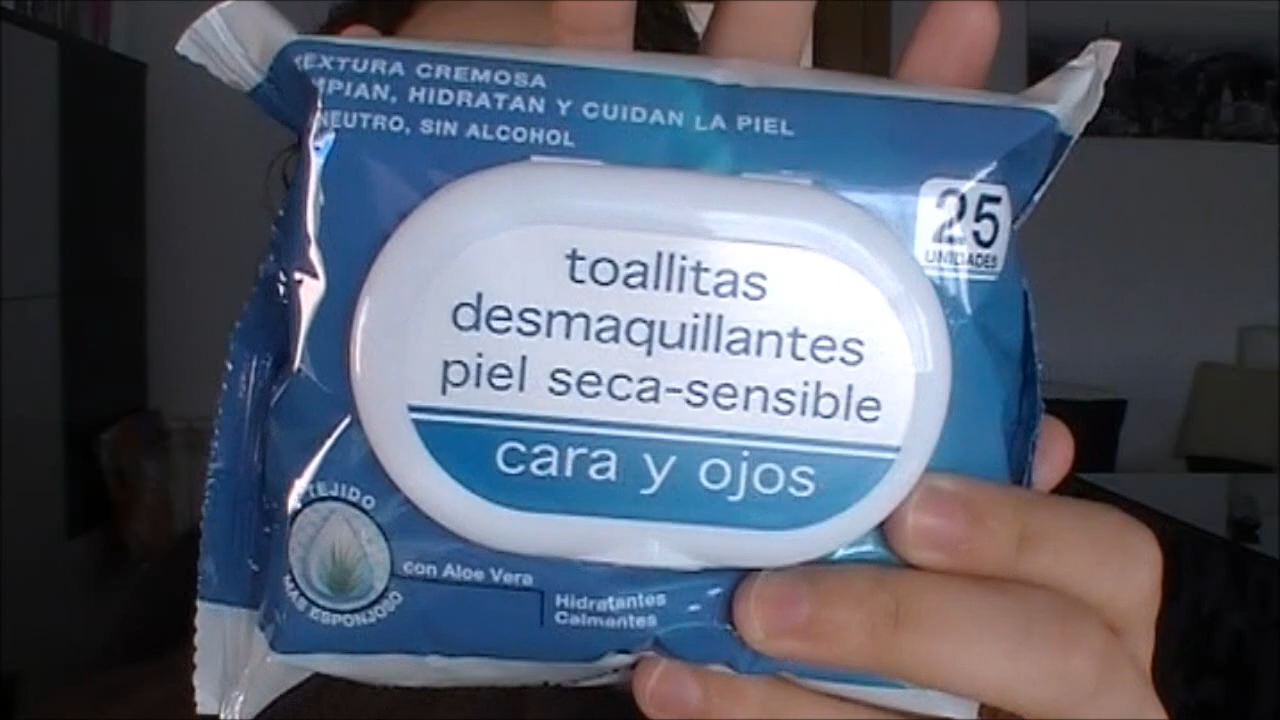 TEXTURA CREMOSA
LIMPIAN, HIDRATAN Y CUIDAN LA PIEL
NEUTRO, SIN ALCOHOL
25
UNIDADES
toallitas
desmaquillantes
piel seca-sensible
cara y ojos
TEJIDO
MÁS ESPONJOSO
con Aloe Vera
Hidratantes
Calmantes